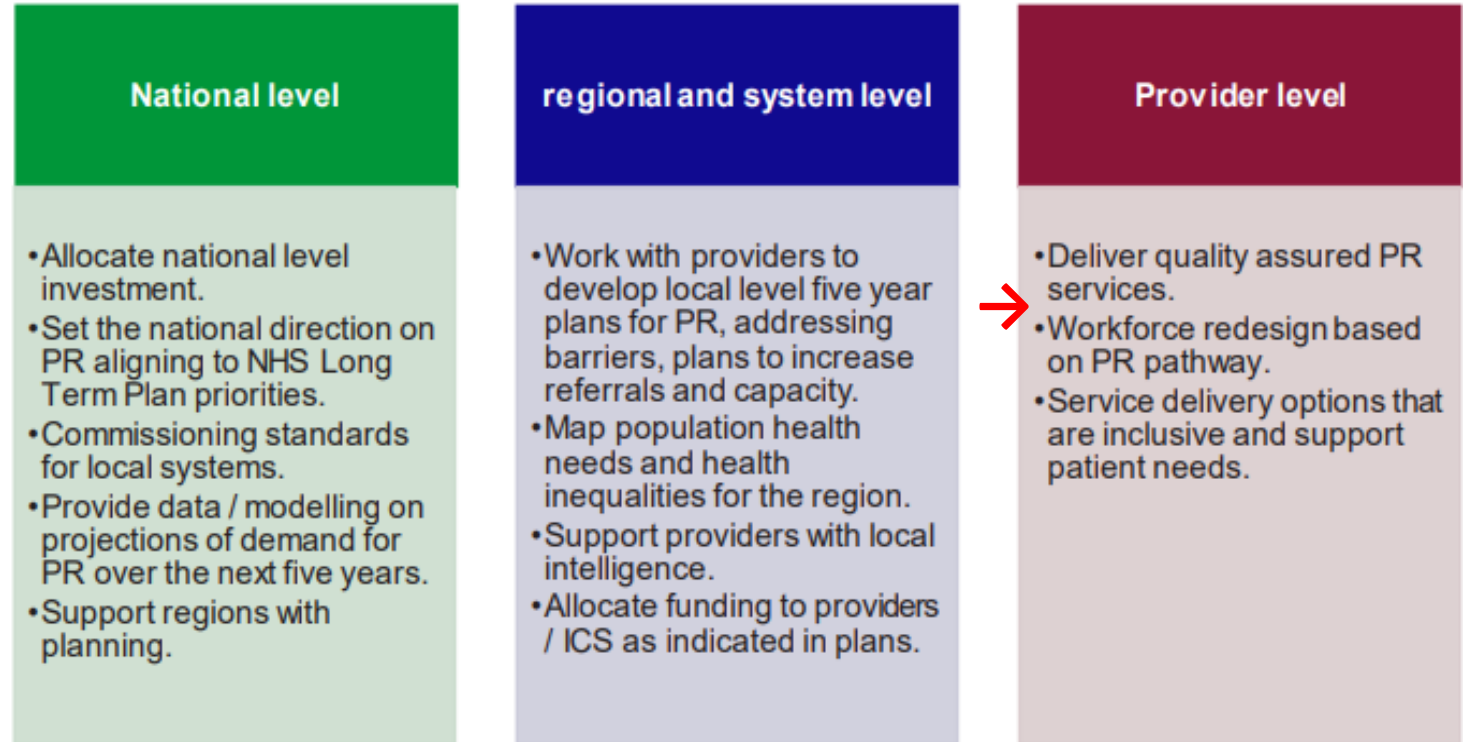 National level
•Allocate national level
investment.
•Set the national direction on
PR aligning to NHS Long
Term Plan priorities.
•Commissioning standards
for local systems.
•Provide data / modelling on
projections of demand for
PR over the next five years.
•Support regions with
planning.
regional and system level
•Work with providers to
develop local level five year
plans for PR, addressing
barriers, plans to increase
referrals and capacity.
•Map population health
needs and health
inequalities for the region.
•Support providers with local
intelligence.
•Allocate funding to providers
/ ICS as indicated in plans.
Provider level
•Deliver quality assured PR
services.
•Workforce redesign based
on PR pathway.
•Service delivery options that
are inclusive and support
patient needs.